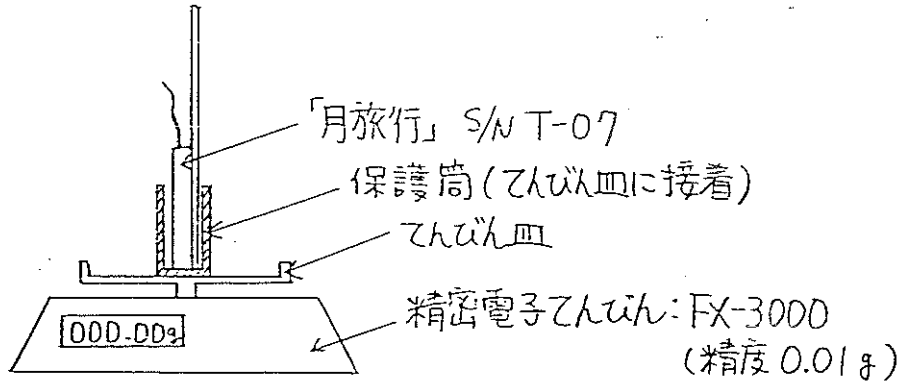 「月旅行」 S/N T-07
保護筒(てんびん皿に接着)
てんびん皿
精密電子てんびん:FX-3000
(精度 0.01g)
000.00g